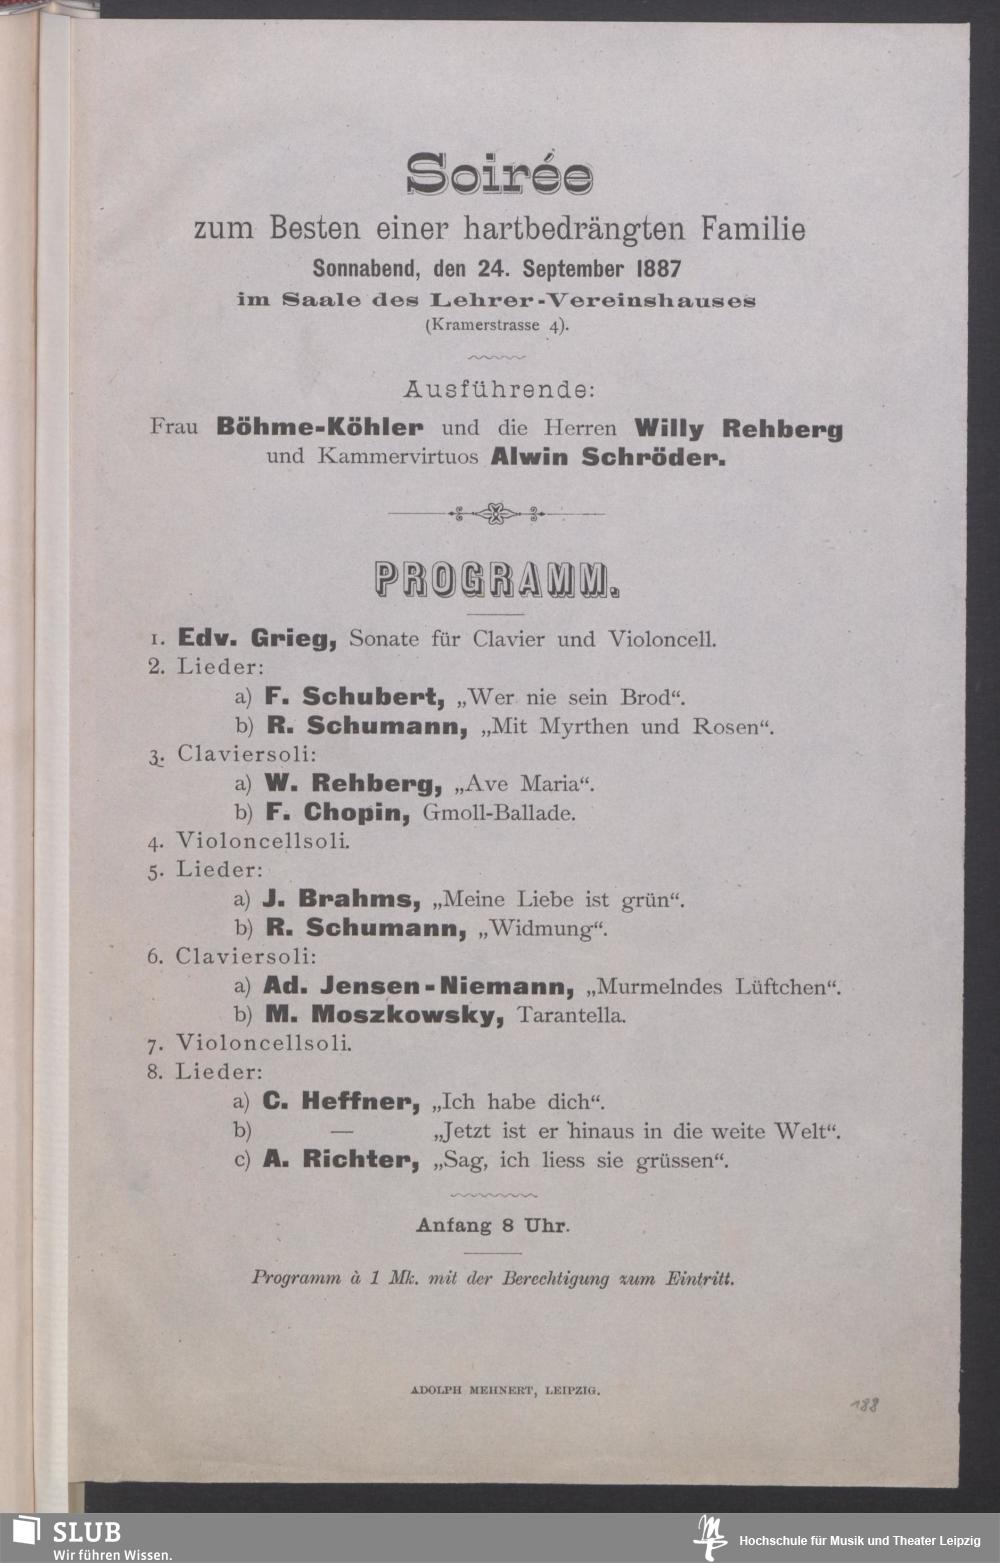 Soirée
zum Besten einer hartbedrängten Familie
Sonnabend, den 24. September 1887
im Saale des Lehrer-Vereinshauses
(Kramerstrasse 4).
Ausführende:
Frau Böhme-Köhler und die Herren Willy Rehberg
und Kammervirtuos Alwin Schröder.
PROGRAMM.
1. Edv. Grieg, Sonate für Clavier und Violoncell.
2. Lieder:
a) F. Schubert, „Wer nie sein Brod“.
b) R. Schumann, „Mit Myrthen und Rosen“.
3. Claviersoli:
a) W. Rehberg, „Ave Maria“.
b) F. Chopin, Gmoll-Ballade.
4. Violoncellsoli.
5. Lieder:
a) J. Brahms, „Meine Liebe ist grün“.
b) R. Schumann, „Widmung“.
6. Claviersoli:
a) Ad. Jensen-Niemann, „Murmelndes Lüftchen“.
b) M. Moszkowsky, Tarantella.
7. Violoncellsoli.
8. Lieder:
a) C. Heffner, „Ich habe dich“.
b) — „Jetzt ist er hinaus in die weite Welt“.
c) A. Richter, „Sag, ich liess sie grüssen“.
Anfang 8 Uhr.
Programm à 1 Mk. mit der Berechtigung zum Eintritt.
ADOLPH MEHNERT, LEIPZIG.
188
SLUB
Wir führen Wissen.
Hochschule für Musik und Theater Leipzig